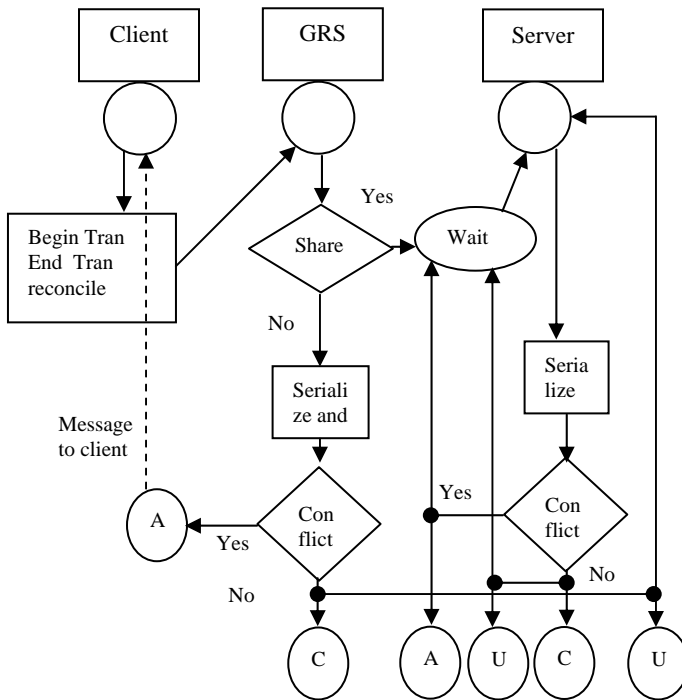 Client
GRS
Server
Yes
Begin Tran
End Tran
reconcile
Share
Wait
No
Seriali
ze and
Seria
lize
Message
to client
Yes
A
Con
flict
Con
flict
Yes
No
No
C
A
U
C
U